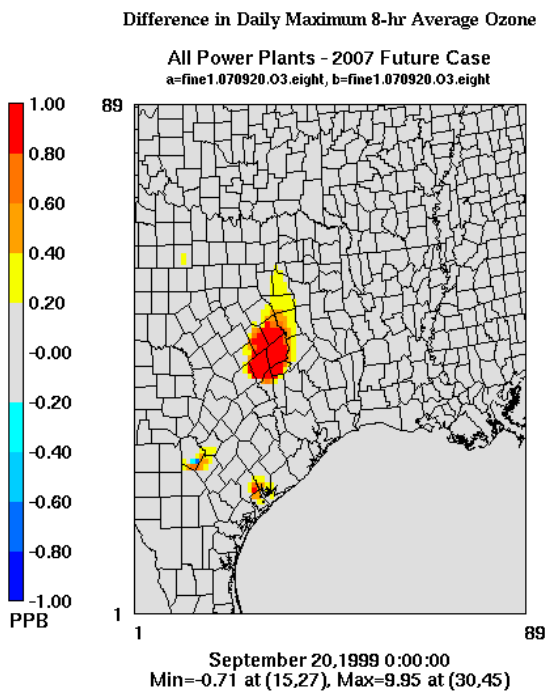 Difference in Daily Maximum 8-hr Average Ozone
All Power Plants - 2007 Future Case
a=fine1.070920.O3.eight, b=fine1.070920.O3.eight
1.00
0.80
0.60
0.40
0.20
-0.00
-0.20
-0.40
-0.60
-0.80
-1.00
PPB
89
1
1
89
September 20,1999 0:00:00
Min=-0.71 at (15,27), Max=9.95 at (30,45)